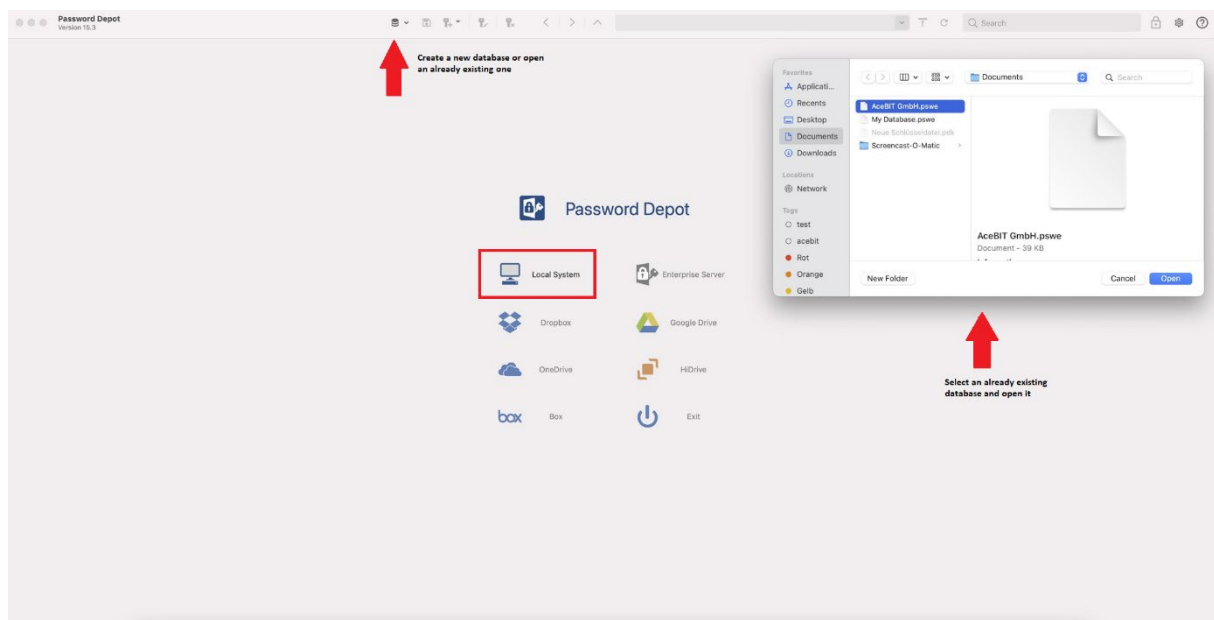 Password Depot
Version 15.3
Search
Create a new database or open
an already existing one
Favorites
Applicati...
Recents
Desktop
Documents
Downloads
Locations
Network
Tags
test
acebit
Rot
Orange
Gelb
Documents
Search
AceBIT GmbH.pswe
My Database.pswe
Neue Schlüsseldatei.pdk
Screencast-O-Matic
AceBIT GmbH.pswe
Document - 39 KB
New Folder
Cancel
Open
Password Depot
Local System
Enterprise Server
Dropbox
Google Drive
OneDrive
HiDrive
box
Box
Exit
Select an already existing
database and open it